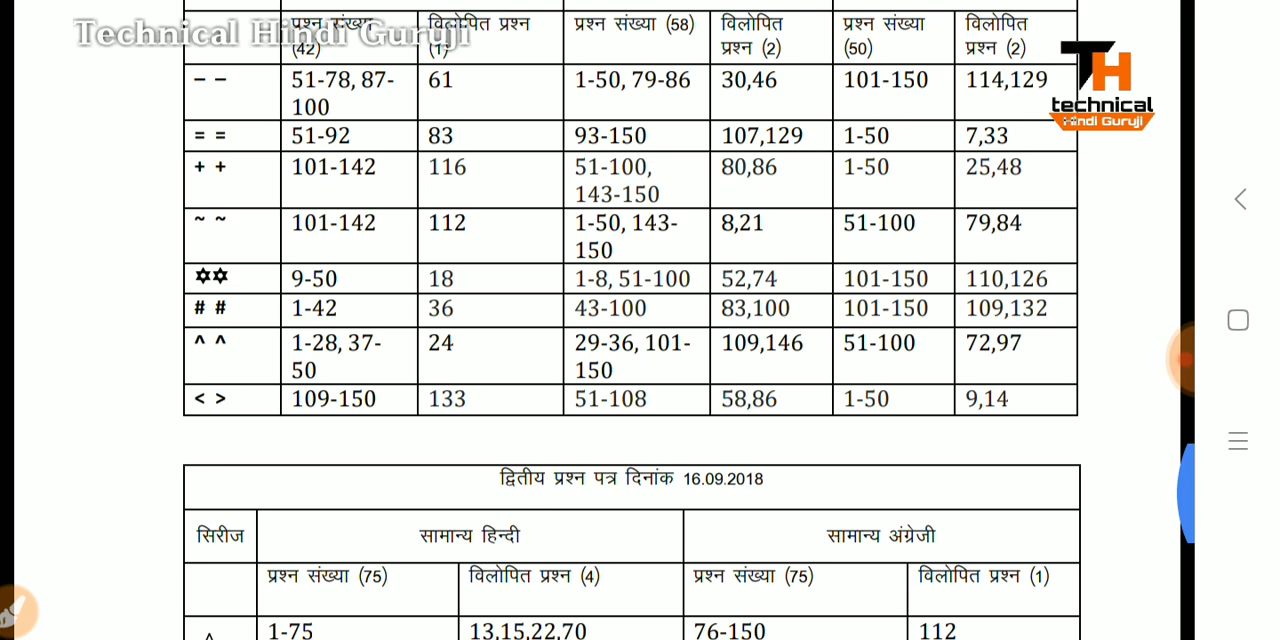 Technical Hindi Guruji
प्रश्न संख्या (42) विलोपित प्रश्न (1) प्रश्न संख्या (58) विलोपित प्रश्न (2) प्रश्न संख्या (50) विलोपित प्रश्न (2)
technical
Hindi Guruji
– – 51-78, 87-100 61 1-50, 79-86 30,46 101-150 114,129
= = 51-92 83 93-150 107,129 1-50 7,33
+ + 101-142 116 51-100, 143-150 80,86 1-50 25,48
~ ~ 101-142 112 1-50, 143-150 8,21 51-100 79,84
✡✡ 9-50 18 1-8, 51-100 52,74 101-150 110,126
# # 1-42 36 43-100 83,100 101-150 109,132
^ ^ 1-28, 37-50 24 29-36, 101-150 109,146 51-100 72,97
< > 109-150 133 51-108 58,86 1-50 9,14
द्वितीय प्रश्न पत्र दिनांक 16.09.2018
सिरीज सामान्य हिन्दी सामान्य अंग्रेजी
प्रश्न संख्या (75) विलोपित प्रश्न (4) प्रश्न संख्या (75) विलोपित प्रश्न (1)
1-75 13,15,22,70 76-150 112